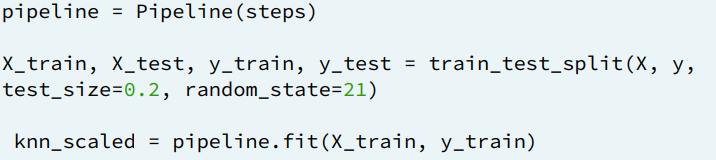 pipeline = Pipeline(steps)
X_train, X_test, y_train, y_test = train_test_split(X, y,
test_size=0.2, random_state=21)
knn_scaled = pipeline.fit(X_train, y_train)